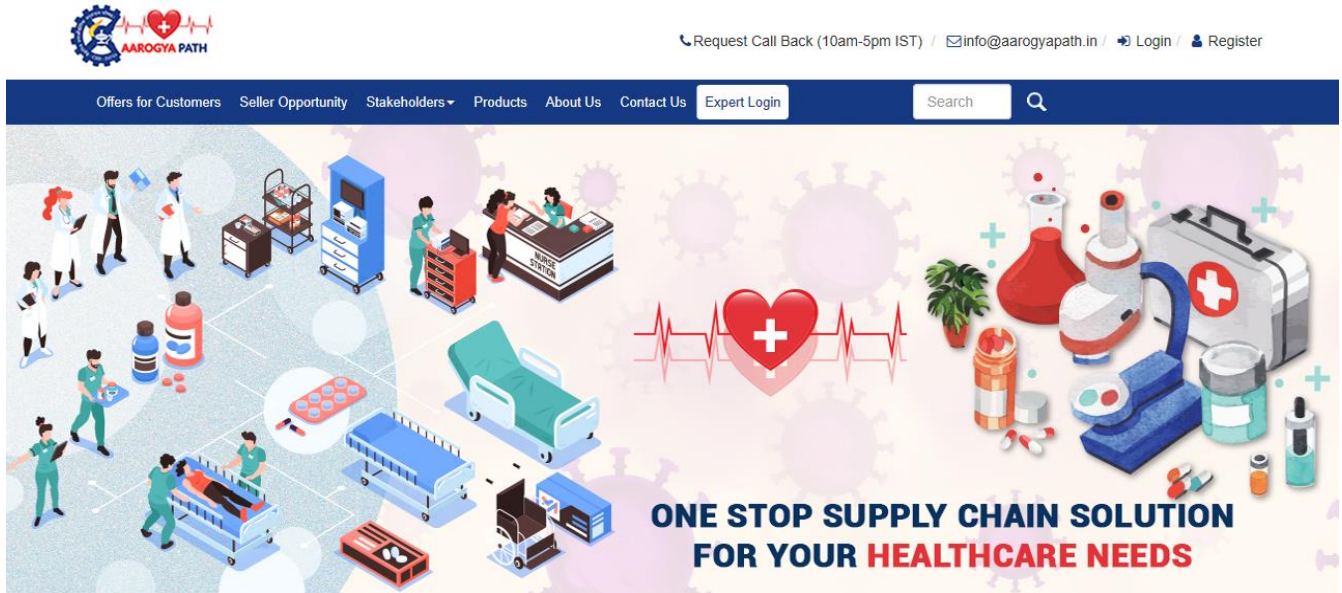 AAROGYA PATH
Request Call Back (10am-5pm IST) / info@aarogyapath.in / Login / Register
Offers for Customers Seller Opportunity Stakeholders Products About Us Contact Us Expert Login Search
NURSE
STATION
ONE STOP SUPPLY CHAIN SOLUTION
FOR YOUR HEALTHCARE NEEDS